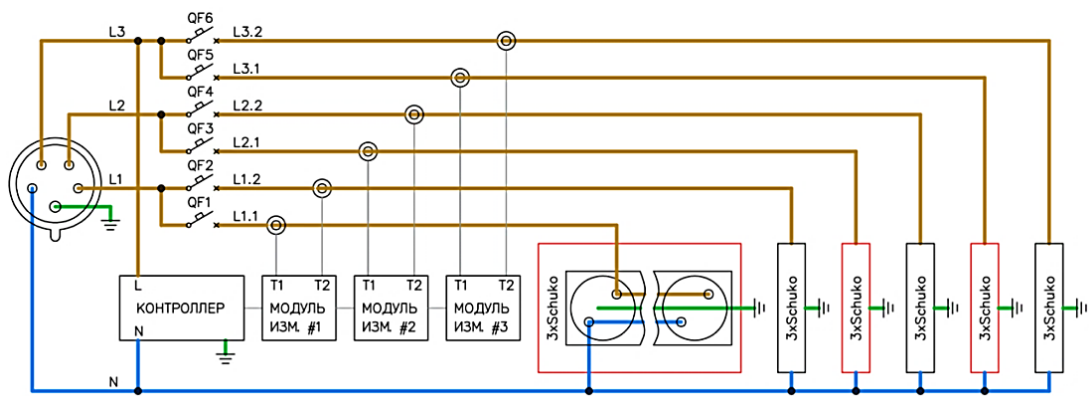 QF6
L3
L3.2
QF5
L3.1
QF4
L2
L2.2
QF3
L2.1
QF2
L1
L1.2
QF1
L1.1
L
КОНТРОЛЛЕР
N
T1 T2
МОДУЛЬ
ИЗМ. #1
T1 T2
МОДУЛЬ
ИЗМ. #2
T1 T2
МОДУЛЬ
ИЗМ. #3
3xSchuko
3xSchuko
3xSchuko
3xSchuko
3xSchuko
3xSchuko
N